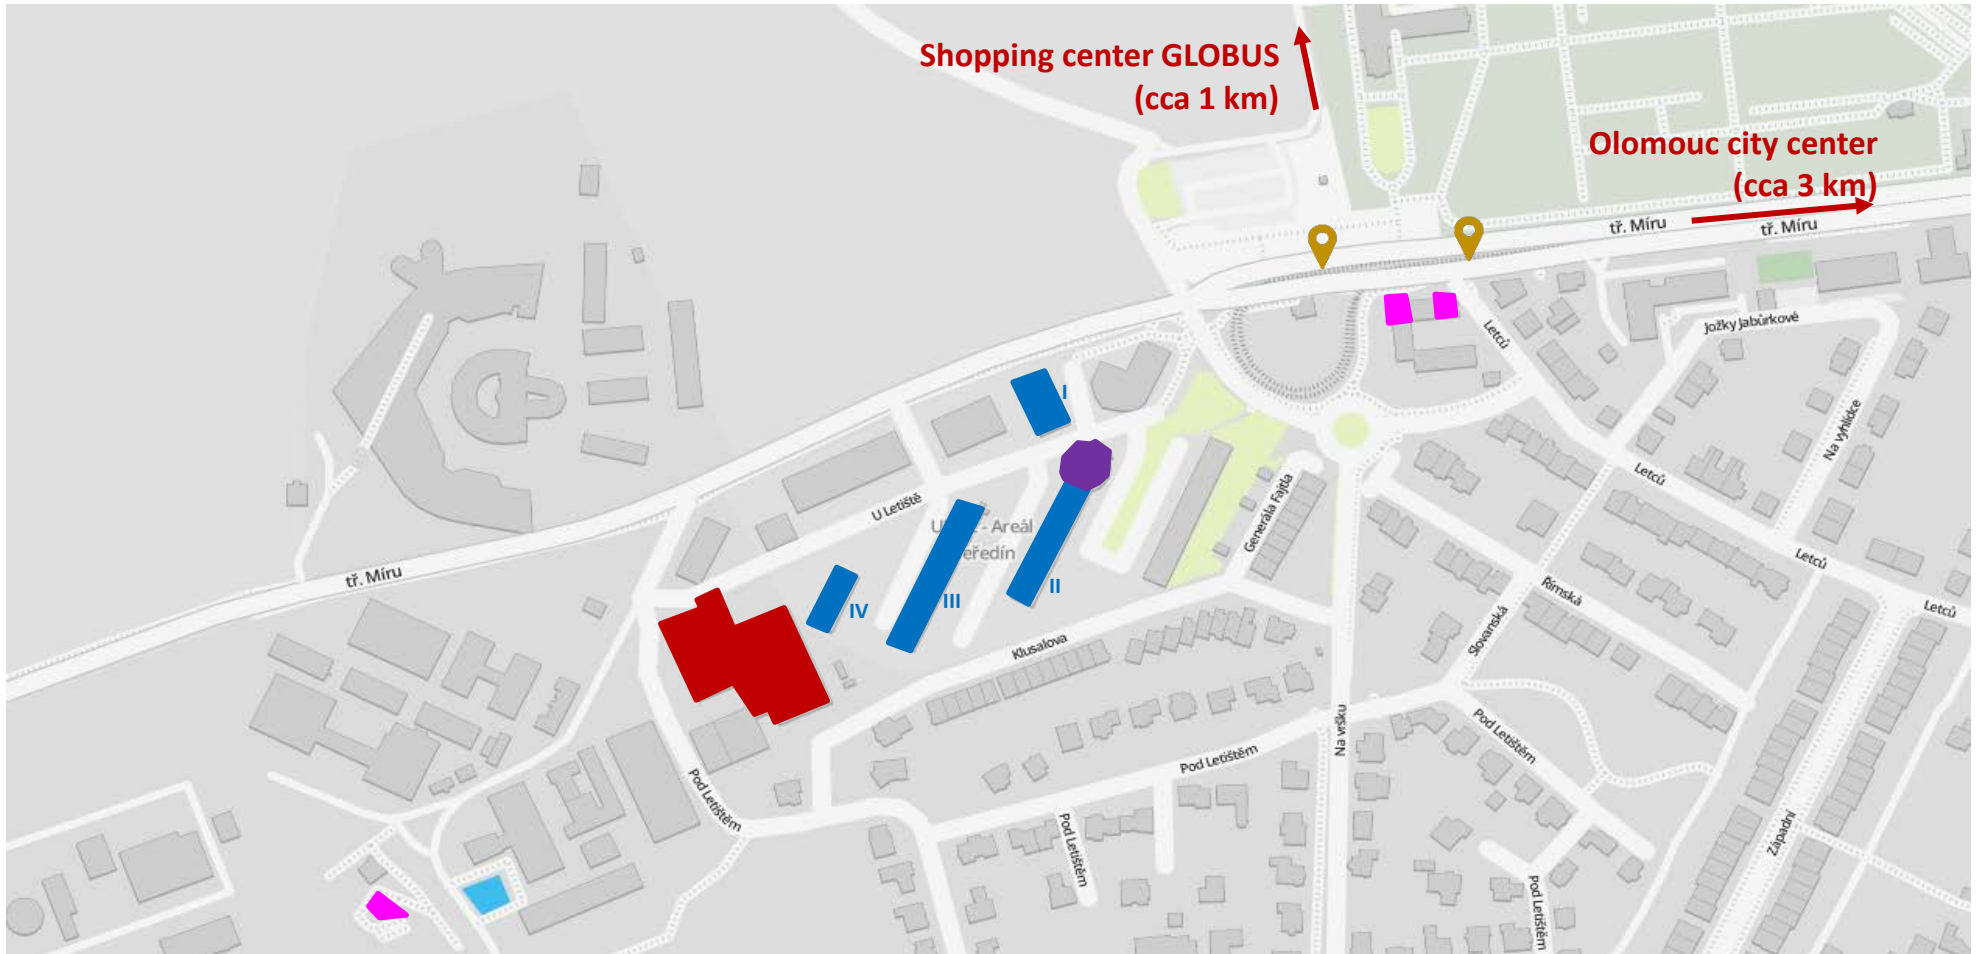 Shopping center GLOBUS
(cca 1 km)
Olomouc city center
(cca 3 km)
tř. Míru
tř. Míru
Jožky Jabůrkové
Letců
I
Na vyhlídce
Letců
U Letiště
- Areál
eředín
Generála Fajtla
Letců
tř. Míru
II
III
IV
Římská
Letců
Slovanská
Klusalova
Na vršku
Pod Letištěm
Pod Letištěm
Pod Letištěm
Pod Letištěm
Západní
Pod Letištěm